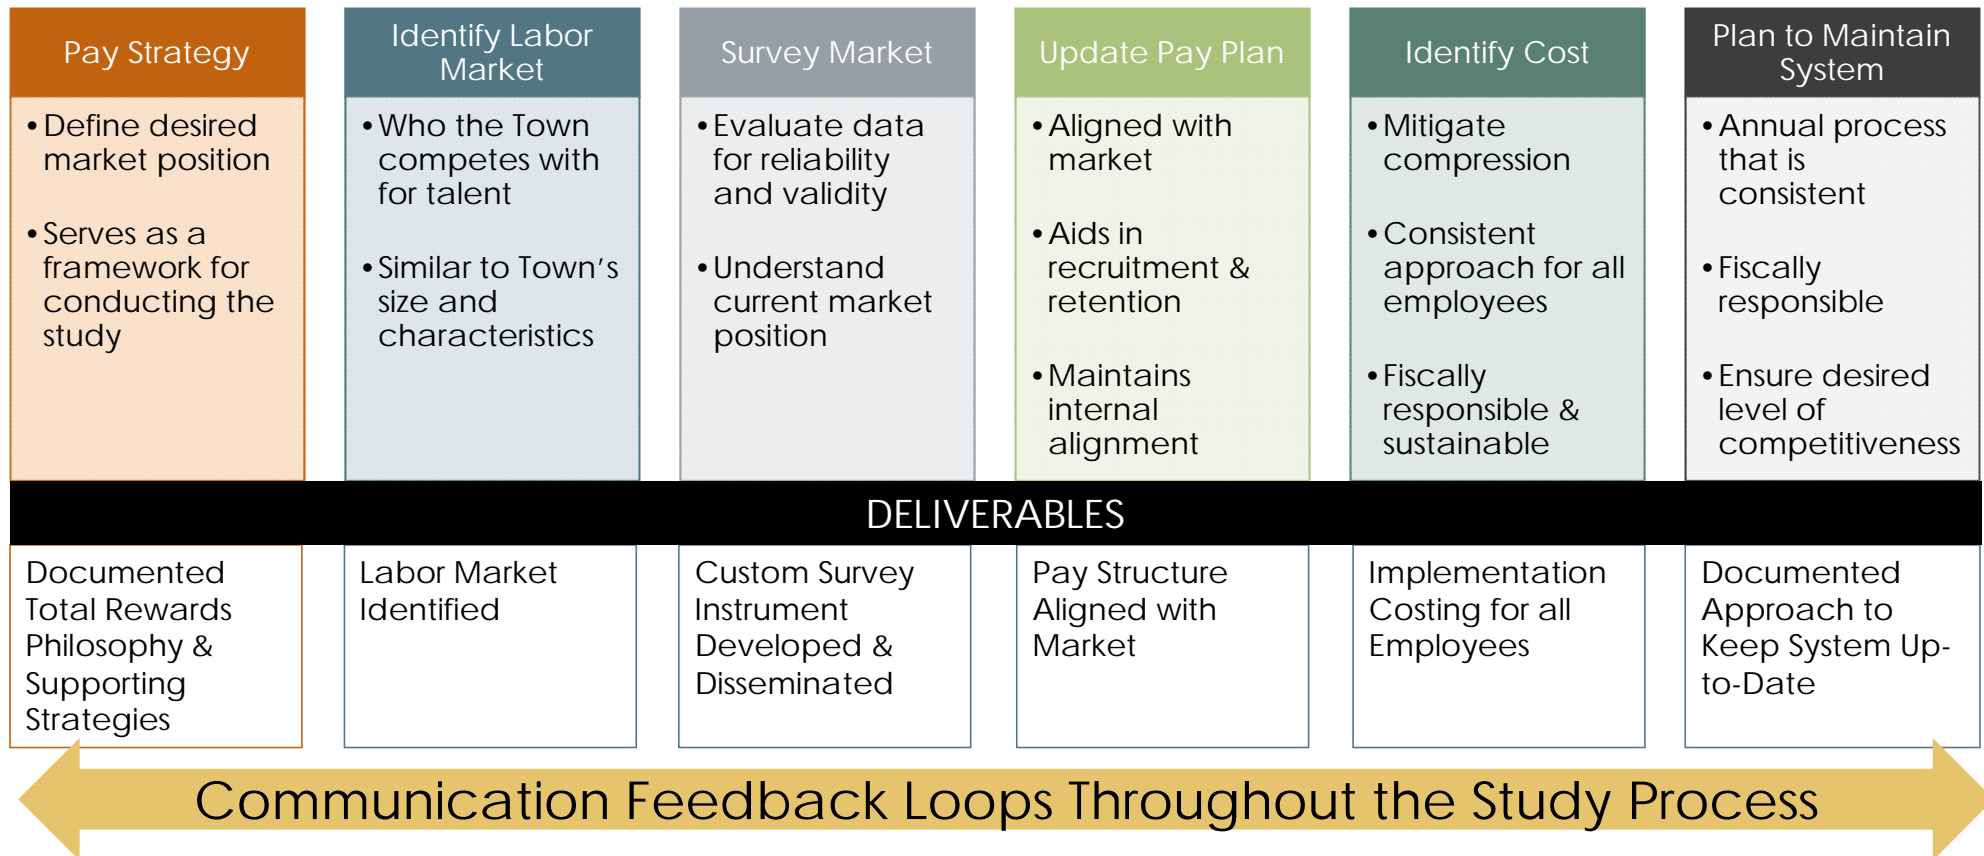 Pay Strategy
• Define desired
market position
• Serves as a
framework for
conducting the
study
Identify Labor
Market
• Who the Town
competes with
for talent
• Similar to Town's
size and
characteristics
Survey Market
• Evaluate data
for reliability
and validity
• Understand
current market
position
Update Pay Plan
• Aligned with
market
• Aids in
recruitment &
retention
• Maintains
internal
alignment
Identify Cost
• Mitigate
compression
• Consistent
approach for all
employees
• Fiscally
responsible &
sustainable
Plan to Maintain
System
• Annual process
that is
consistent
• Fiscally
responsible
• Ensure desired
level of
competitiveness
DELIVERABLES
Documented
Total Rewards
Philosophy &
Supporting
Strategies
Labor Market
Identified
Custom Survey
Instrument
Developed &
Disseminated
Pay Structure
Aligned with
Market
Implementation
Costing for all
Employees
Documented
Approach to
Keep System Up-
to-Date
Communication Feedback Loops Throughout the Study Process